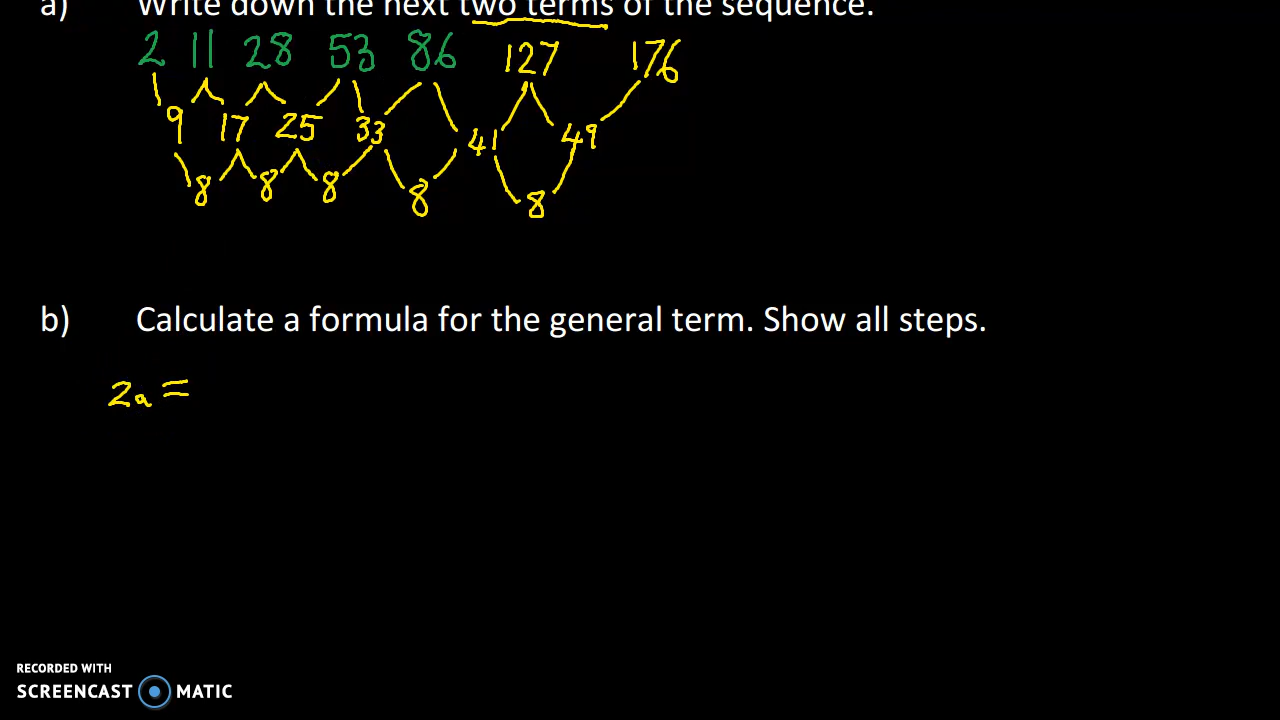 a) Write down the next two terms of the sequence.
2 11 28 53 86 127 176
9 17 25 33 41 49
8 8 8 8 8
b) Calculate a formula for the general term. Show all steps.
2a =
RECORDED WITH
SCREENCAST MATIC